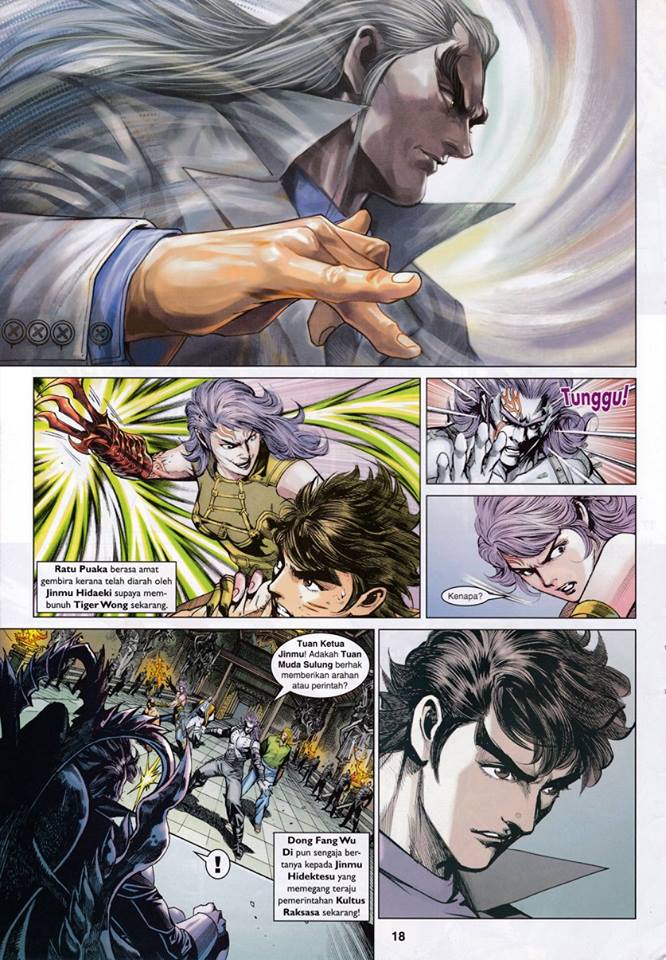 Tunggu!
Ratu Puaka berasa amat
gembira kerana telah diarah oleh
Jinmu Hidaeki supaya mem-
bunuh Tiger Wong sekarang.
Kenapa?
Tuan Ketua
Jinmu! Adakah Tuan
Muda Sulung berhak
memberikan arahan
atau perintah?
!
Dong Fang Wu
Di pun sengaja ber-
tanya kepada Jinmu
Hidektesu yang
memegang teraju
pemerintahan Kultus
Raksasa sekarang!
18